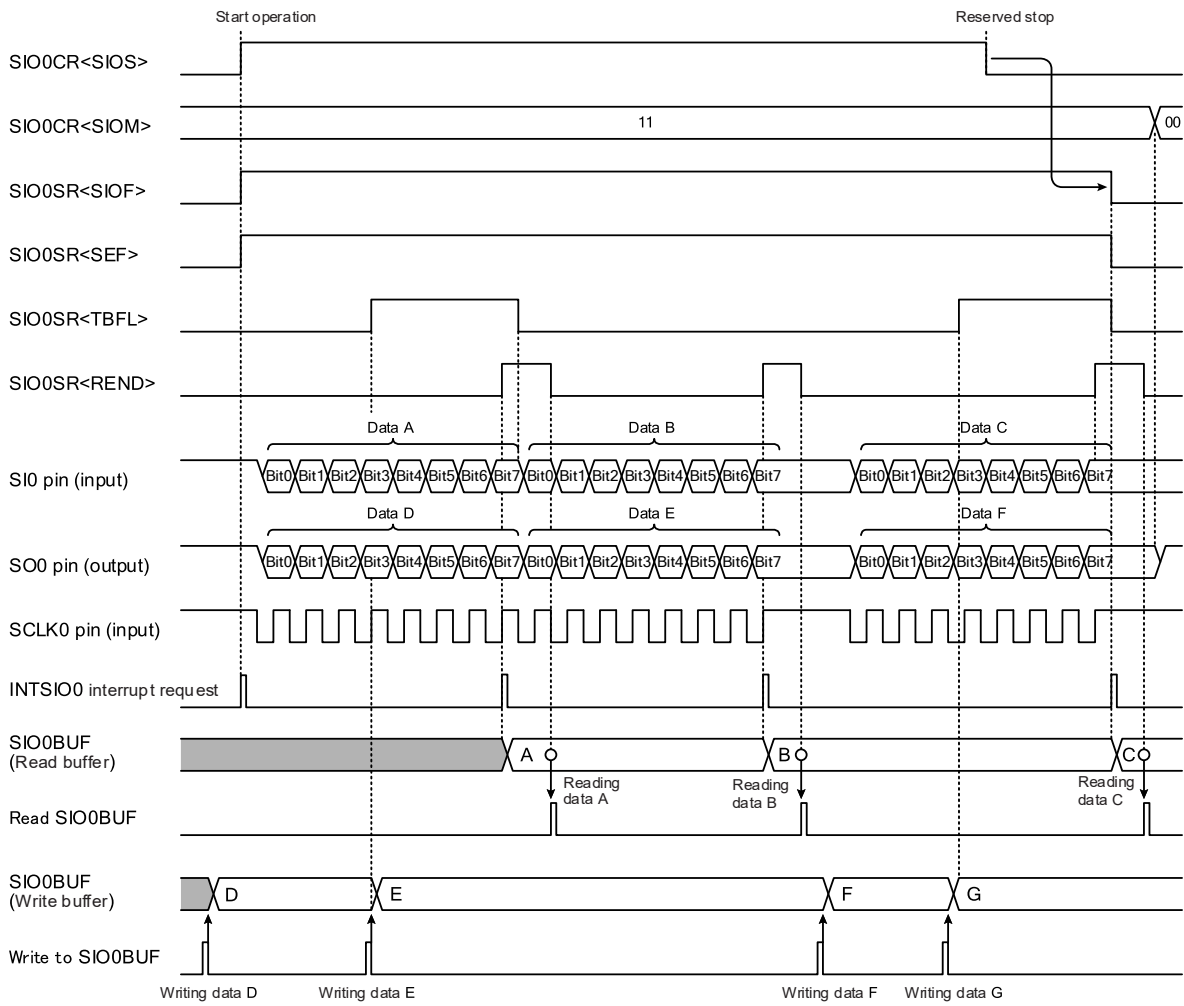 Start operation Reserved stop
SIO0CR<SIOS>
SIO0CR<SIOM> 11 00
SIO0SR<SIOF>
SIO0SR<SEF>
SIO0SR<TBFL>
SIO0SR<REND>
Data A Data B Data C
SI0 pin (input) Bit0 Bit1 Bit2 Bit3 Bit4 Bit5 Bit6 Bit7 Bit0 Bit1 Bit2 Bit3 Bit4 Bit5 Bit6 Bit7 Bit0 Bit1 Bit2 Bit3 Bit4 Bit5 Bit6 Bit7
Data D Data E Data F
SO0 pin (output) Bit0 Bit1 Bit2 Bit3 Bit4 Bit5 Bit6 Bit7 Bit0 Bit1 Bit2 Bit3 Bit4 Bit5 Bit6 Bit7 Bit0 Bit1 Bit2 Bit3 Bit4 Bit5 Bit6 Bit7
SCLK0 pin (input)
INTSIO0 interrupt request
SIO0BUF
(Read buffer) A B C
Reading Reading Reading
data A data B data C
Read SIO0BUF
SIO0BUF
(Write buffer) D E F G
Write to SIO0BUF
Writing data D Writing data E Writing data F Writing data G